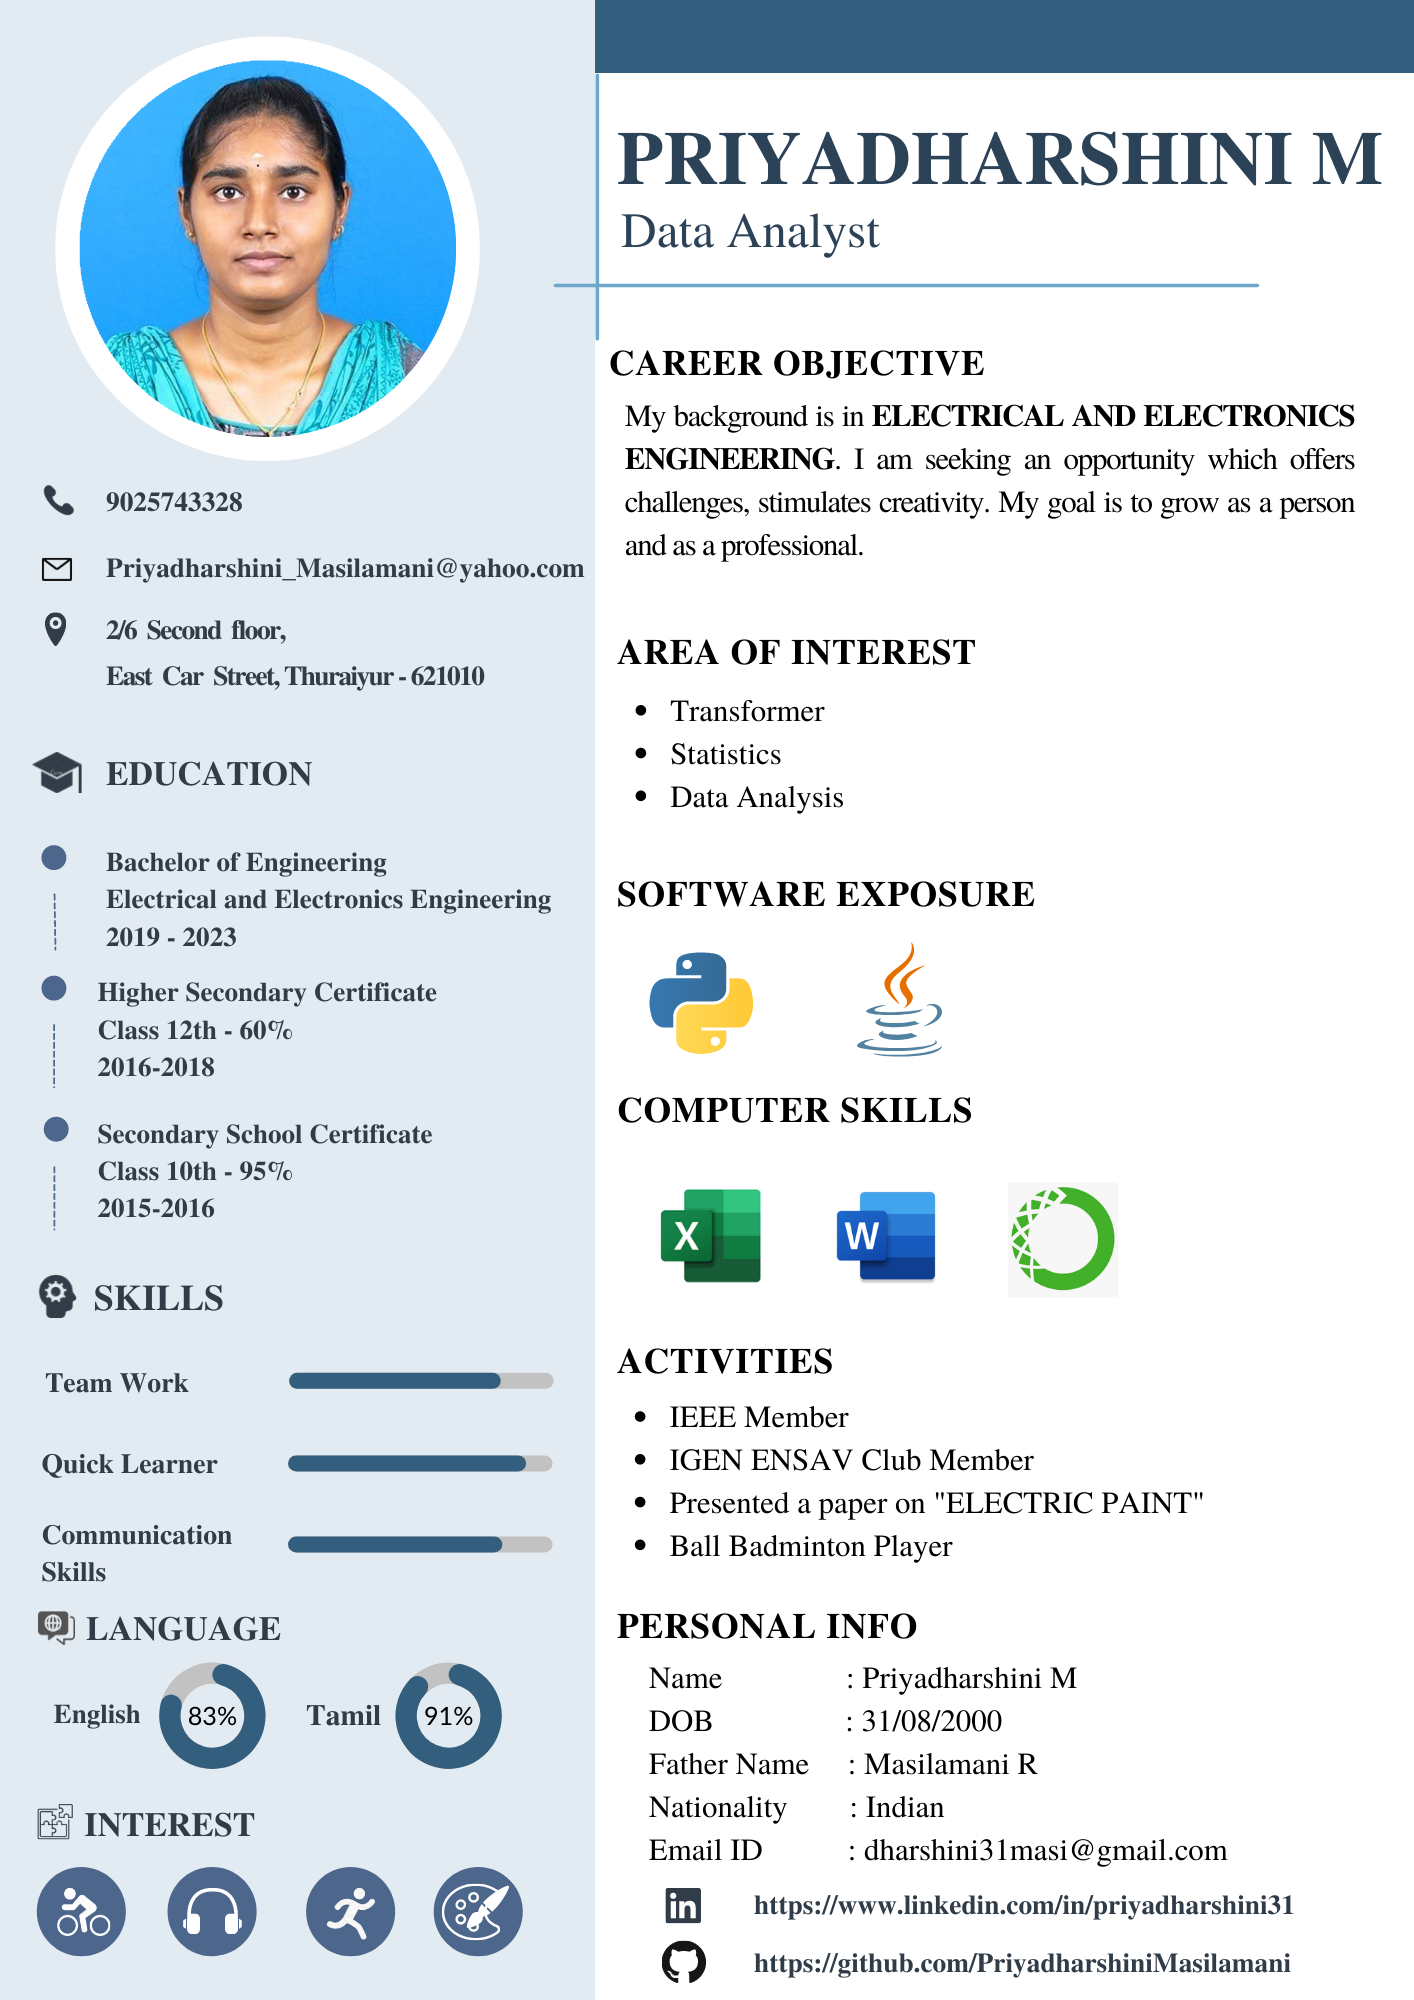 PRIYADHARSHINI M
Data Analyst
9025743328
Priyadharshini_Masilamani@yahoo.com
2/6 Second floor,
East Car Street, Thuraiyur - 621010
EDUCATION
Bachelor of Engineering
Electrical and Electronics Engineering
2019 - 2023
Higher Secondary Certificate
Class 12th - 60%
2016-2018
Secondary School Certificate
Class 10th - 95%
2015-2016
SKILLS
Team Work
Quick Learner
Communication
Skills
LANGUAGE
English 83% Tamil 91%
INTEREST
CAREER OBJECTIVE
My background is in ELECTRICAL AND ELECTRONICS
ENGINEERING. I am seeking an opportunity which offers
challenges, stimulates creativity. My goal is to grow as a person
and as a professional.
AREA OF INTEREST
• Transformer
• Statistics
• Data Analysis
SOFTWARE EXPOSURE
COMPUTER SKILLS
X W
ACTIVITIES
• IEEE Member
• IGEN ENSAV Club Member
• Presented a paper on "ELECTRIC PAINT"
• Ball Badminton Player
PERSONAL INFO
Name : Priyadharshini M
DOB : 31/08/2000
Father Name : Masilamani R
Nationality : Indian
Email ID : dharshini31masi@gmail.com
in https://www.linkedin.com/in/priyadharshini31
https://github.com/PriyadharshiniMasilamani